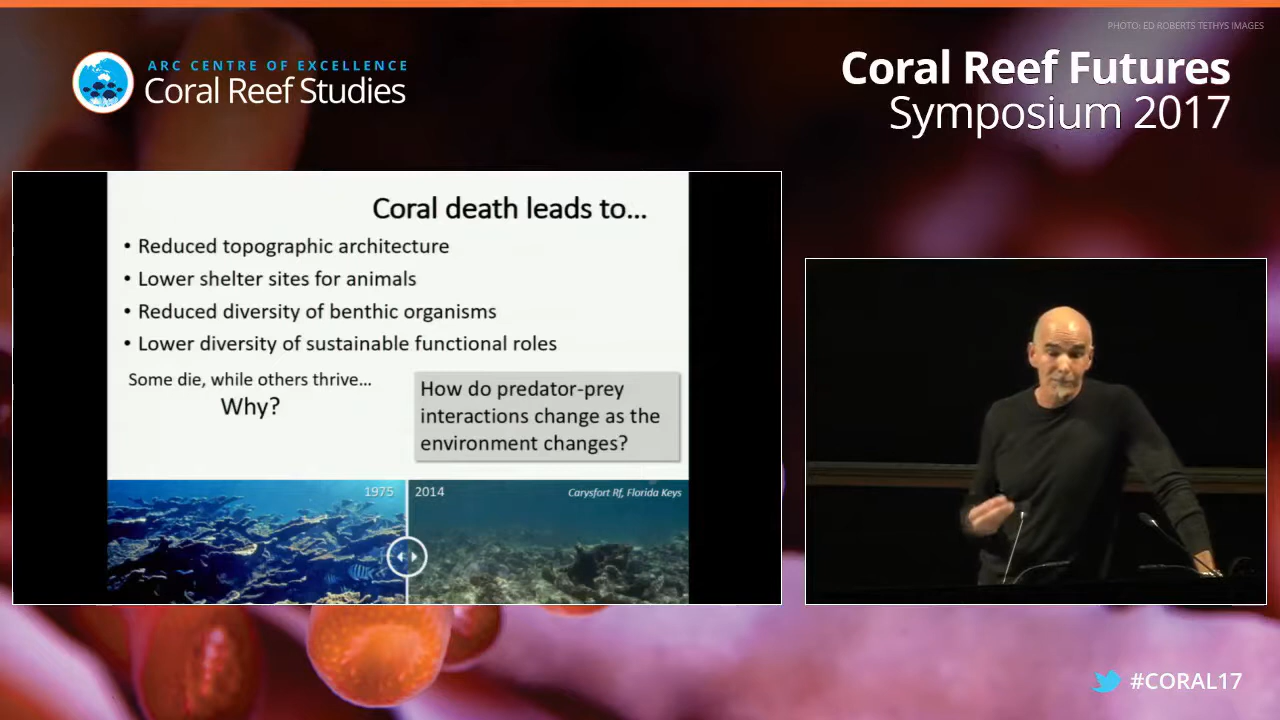 PHOTO: ED ROBERTS TETHYS IMAGES
ARC CENTRE OF EXCELLENCE
Coral Reef Studies
Coral Reef Futures
Symposium 2017
Coral death leads to...
• Reduced topographic architecture
• Lower shelter sites for animals
• Reduced diversity of benthic organisms
• Lower diversity of sustainable functional roles
Some die, while others thrive...
Why?
How do predator-prey
interactions change as the
environment changes?
1975
2014
Carysfort Rf, Florida Keys
#CORAL17